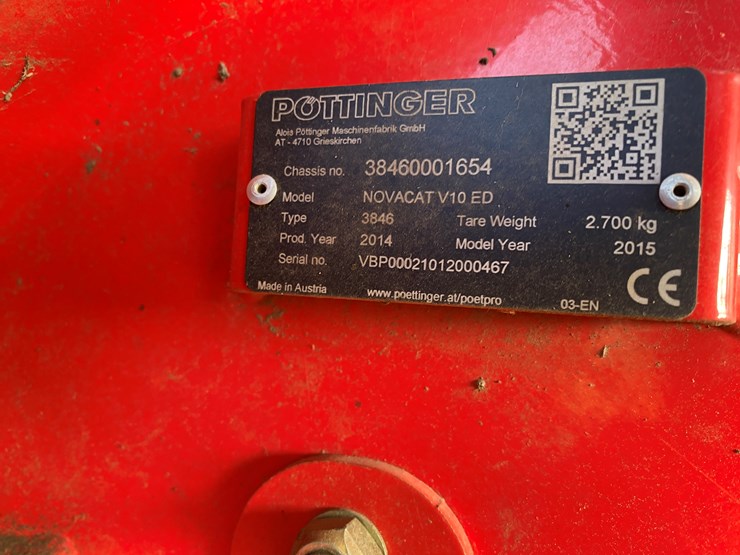 PÖTTINGER
Alois Pöttinger Maschinenfabrik GmbH
AT - 4710 Grieskirchen
Chassis no. 38460001654
Model NOVACAT V10 ED
Type 3846 Tare Weight 2.700 kg
Prod. Year 2014 Model Year 2015
Serial no. VBP00021012000467
Made in Austria www.poettinger.at/poetpro 03-EN CE